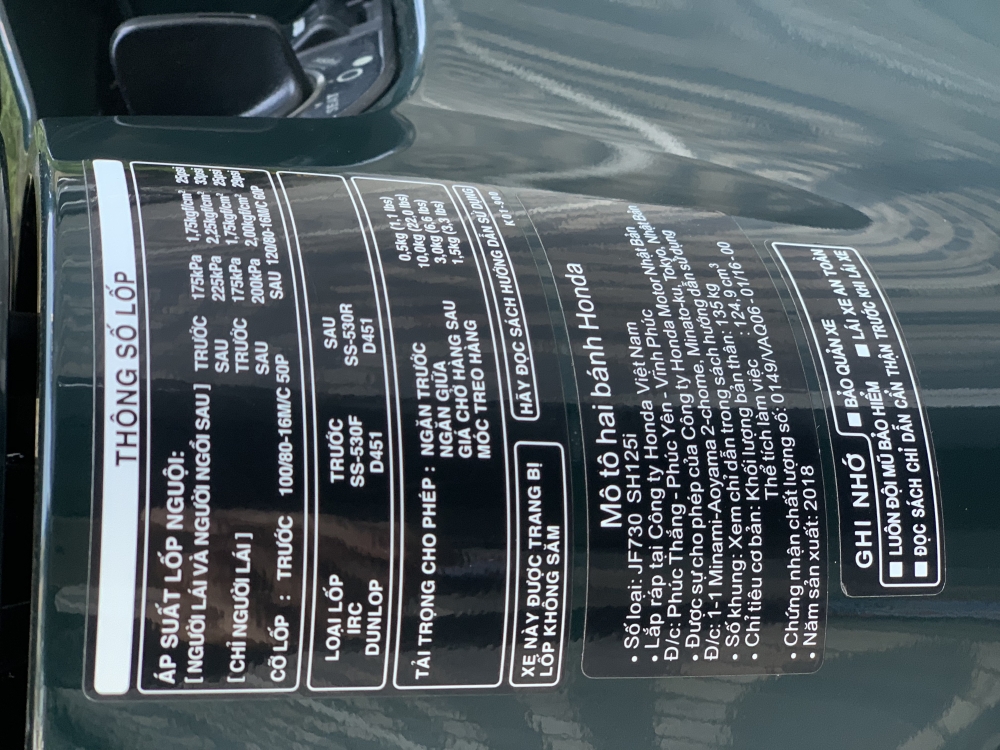 THÔNG SỐ LỐP
ÁP SUẤT LỐP NGUỘI:
[ NGƯỜI LÁI VÀ NGƯỜI NGỒI SAU ] TRƯỚC 175kPa 1,75kgf/cm² 25psi
SAU 225kPa 2,25kgf/cm² 33psi
[ CHỈ NGƯỜI LÁI ] TRƯỚC 175kPa 1,75kgf/cm² 25psi
SAU 200kPa 2,00kgf/cm² 29psi
CỠ LỐP : TRƯỚC 100/80-16M/C 50P SAU 120/80-16M/C 60P
LOẠI LỐP TRƯỚC SAU
IRC SS-530F SS-530R
DUNLOP D451 D451
TẢI TRỌNG CHO PHÉP : NGĂN TRƯỚC 0,5kg (1,1 lbs)
NGĂN GIỮA 10,0kg (22,0 lbs)
GIÁ CHỞ HÀNG SAU 3,0kg (6,6 lbs)
MÓC TREO HÀNG 1,5kg (3,3 lbs)
XE NÀY ĐƯỢC TRANG BỊ
LỐP KHÔNG SĂM
HÃY ĐỌC SÁCH HƯỚNG DẪN SỬ DỤNG
K01-900
Mô tô hai bánh Honda
• Số loại: JF730 SH125i
• Lắp ráp tại Công ty Honda Việt Nam
Đ/c: Phúc Thắng - Phúc Yên - Vĩnh Phúc
• Được sự cho phép của Công ty Honda Motor, Nhật Bản
Đ/c: 1-1 Minami-Aoyama 2-chome, Minato-ku, Tokyo, Nhật Bản
• Số khung: Xem chỉ dẫn trong sách hướng dẫn sử dụng
• Chỉ tiêu cơ bản: Khối lượng bản thân: 135 kg
Thể tích làm việc : 124,9 cm³
• Chứng nhận chất lượng số: 0149/VAQ06 - 01/16 -00
• Năm sản xuất: 2018
GHI NHỚ
■ BẢO QUẢN XE
■ LUÔN ĐỘI MŨ BẢO HIỂM ■ LÁI XE AN TOÀN
■ ĐỌC SÁCH CHỈ DẪN CẨN THẬN TRƯỚC KHI LÁI XE